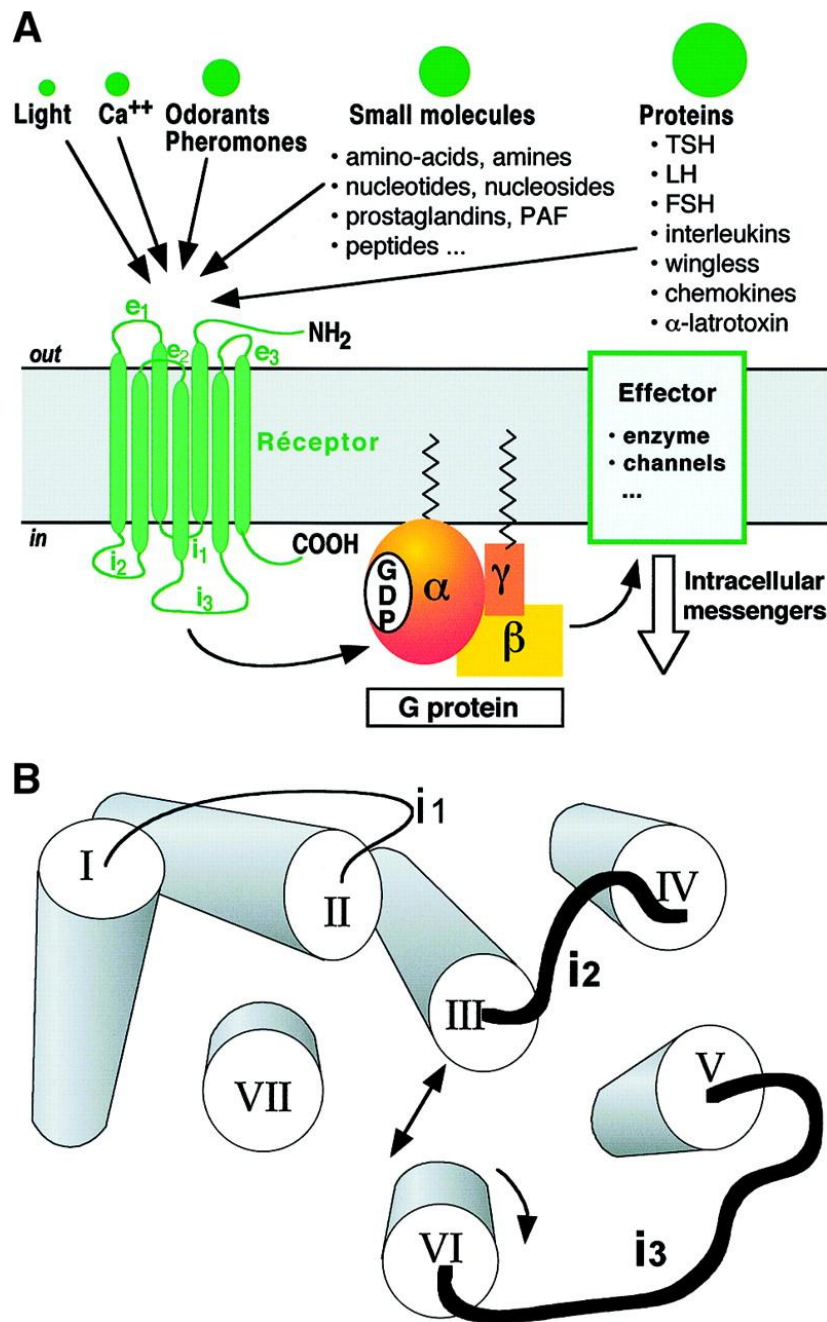 A
Light
Ca++
Odorants
Pheromones
Small molecules
• amino-acids, amines
• nucleotides, nucleosides
• prostaglandins, PAF
• peptides ...
Proteins
• TSH
• LH
• FSH
• interleukins
• wingless
• chemokines
• α-latrotoxin
e1
e2
e3
NH2
out
Réceptor
in
i2
i1
i3
COOH
GDP
α
γ
β
G protein
Effector
• enzyme
• channels
...
Intracellular
messengers
B
i1
I
II
III
IV
i2
VII
V
VI
i3